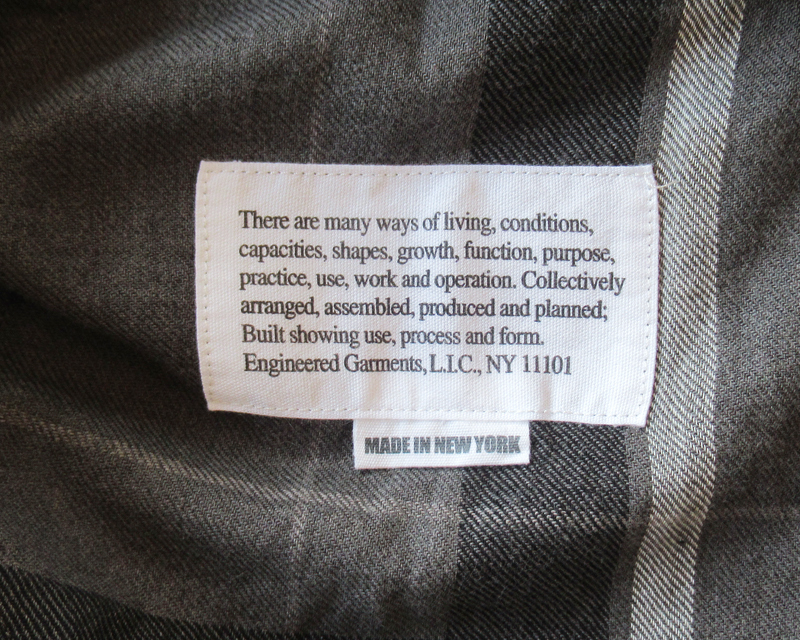 There are many ways of living, conditions,
capacities, shapes, growth, function, purpose,
practice, use, work and operation. Collectively
arranged, assembled, produced and planned;
Built showing use, process and form.
Engineered Garments, L.I.C., NY 11101
MADE IN NEW YORK